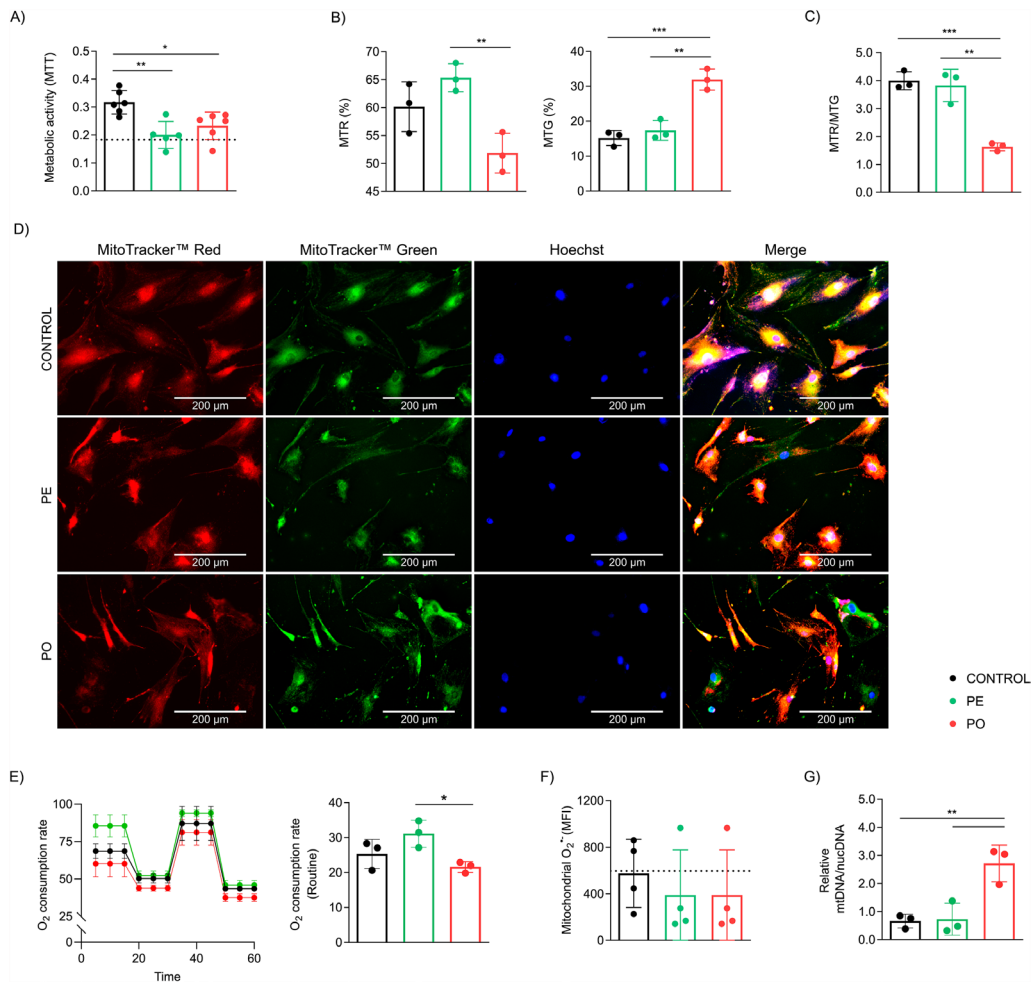 A)
Metabolic activity (MTT)
0.5
0.4
0.3
0.2
0.1
0.0
*
**
B)
MTR (%)
70
65
60
55
50
45
**
MTG (%)
50
40
30
20
10
0
***
**
C)
MTR/MTG
5.0
4.0
3.0
2.0
1.0
0.0
***
**
D)
MitoTracker™ Red
MitoTracker™ Green
Hoechst
Merge
CONTROL
200 µm
200 µm
200 µm
200 µm
PE
200 µm
200 µm
200 µm
200 µm
PO
200 µm
200 µm
200 µm
200 µm
CONTROL
PE
PO
E)
O2 consumption rate
100
75
50
25
0
0
20
40
60
Time
O2 consumption rate
(Routine)
40
30
20
10
0
*
F)
Mitochondrial O2•- (MFI)
1200
900
600
300
0
G)
Relative
mtDNA/nucDNA
5.0
4.0
3.0
2.0
1.0
0.0
**